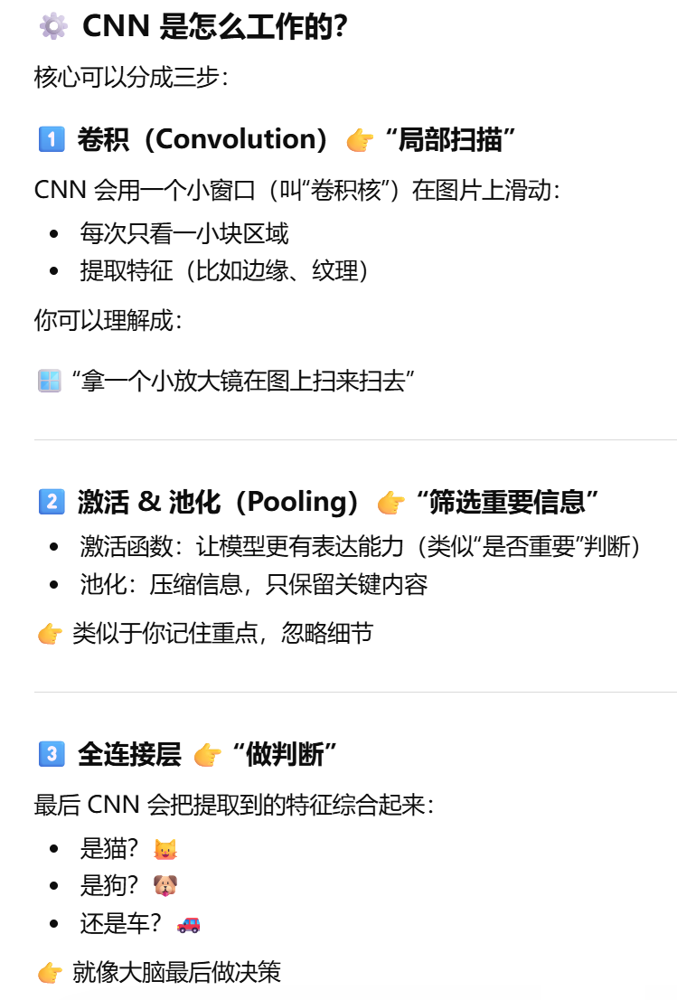 ⚙️ CNN 是怎么工作的？
核心可以分成三步：
1️⃣ 卷积（Convolution）👉 “局部扫描”
CNN 会用一个小窗口（叫“卷积核”）在图片上滑动：
• 每次只看一小块区域
• 提取特征（比如边缘、纹理）
你可以理解成：
🪟 “拿一个小放大镜在图上扫来扫去”
2️⃣ 激活 & 池化（Pooling）👉 “筛选重要信息”
• 激活函数：让模型更有表达能力（类似“是否重要”判断）
• 池化：压缩信息，只保留关键内容
👉 类似于你记住重点，忽略细节
3️⃣ 全连接层 👉 “做判断”
最后 CNN 会把提取到的特征综合起来：
• 是猫？🐱
• 是狗？🐶
• 还是车？🚗
👉 就像大脑最后做决策